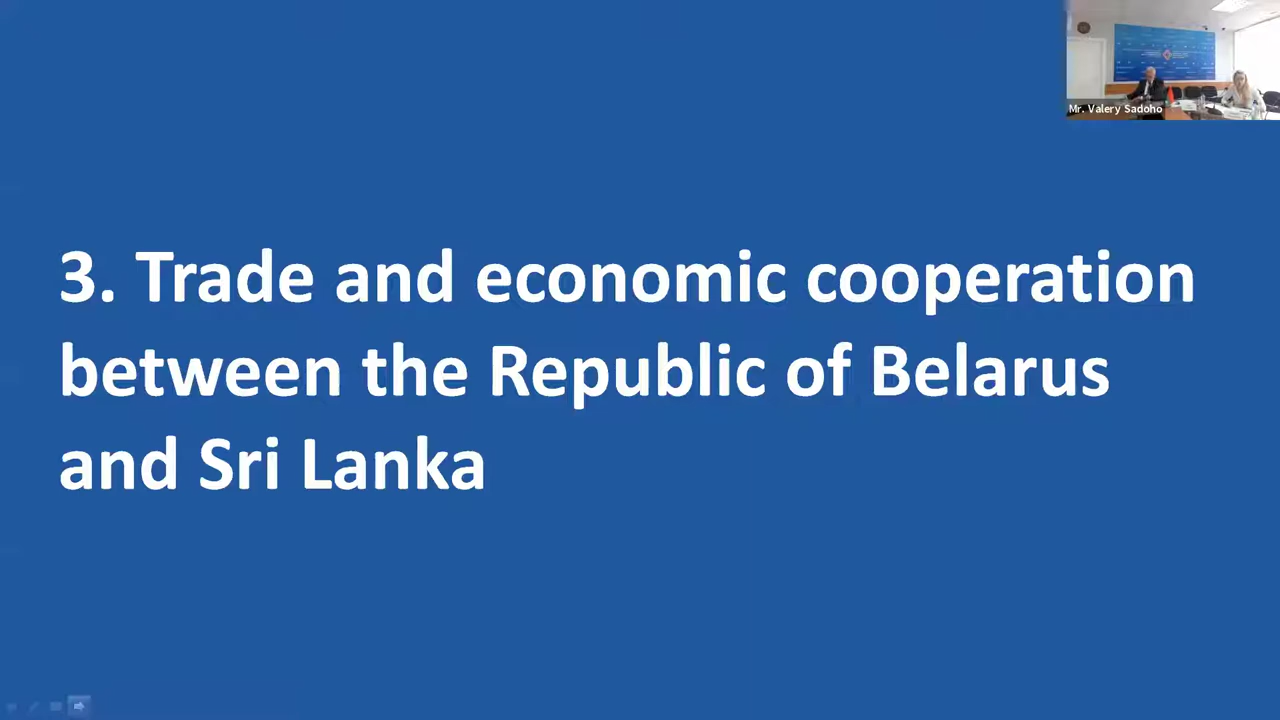 Mr. Valery Sadoho
3. Trade and economic cooperation
between the Republic of Belarus
and Sri Lanka